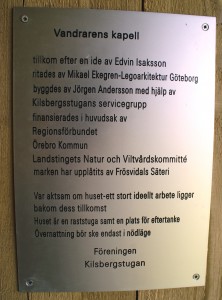 Vandrarens kapell
tillkom efter en ide av Edvin Isaksson
ritades av Mikael Ekegren-Legoarkitektur Göteborg
byggdes av Jörgen Andersson med hjälp av
Kilsbergsstugans servicegrupp
finansierades i huvudsak av
Regionsförbundet
Örebro Kommun
Landstingets Natur och Viltvårdskommitté
marken har upplåtits av Frösvidals Säteri
Var aktsam om huset-ett stort ideellt arbete ligger
bakom dess tillkomst
Huset är en raststuga samt en plats för eftertanke
Övernattning bör ske endast i nödläge
Föreningen
Kilsbergstugan